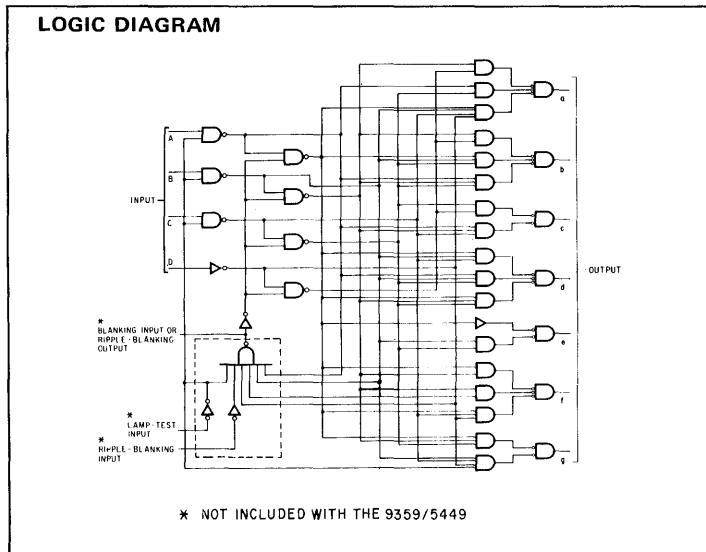 LOGIC DIAGRAM
A
B
INPUT
C
D
*
BLANKING INPUT OR
RIPPLE-BLANKING
OUTPUT
*
LAMP-TEST
INPUT
*
RIPPLE-BLANKING
INPUT
a
b
c
d
e
f
g
OUTPUT
* NOT INCLUDED WITH THE 9359/5449